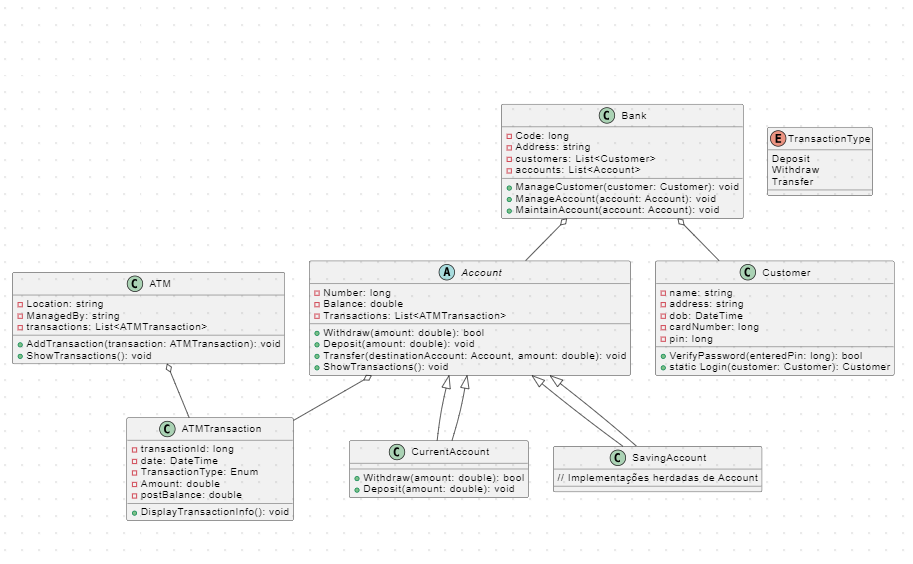 C Bank
Code: long
Address: string
customers: List<Customer>
accounts: List<Account>
ManageCustomer(customer: Customer): void
ManageAccount(account: Account): void
MaintainAccount(account: Account): void
E TransactionType
Deposit
Withdraw
Transfer
C ATM
Location: string
ManagedBy: string
transactions: List<ATMTransaction>
AddTransaction(transaction: ATMTransaction): void
ShowTransactions(): void
A Account
Number: long
Balance: double
Transactions: List<ATMTransaction>
Withdraw(amount: double): bool
Deposit(amount: double): void
Transfer(destinationAccount: Account, amount: double): void
ShowTransactions(): void
C Customer
name: string
address: string
dob: DateTime
cardNumber: long
pin: long
VerifyPassword(enteredPin: long): bool
static Login(customer: Customer): Customer
C ATMTransaction
transactionId: long
date: DateTime
TransactionType: Enum
Amount: double
postBalance: double
DisplayTransactionInfo(): void
C CurrentAccount
Withdraw(amount: double): bool
Deposit(amount: double): void
C SavingAccount
// Implementações herdadas de Account